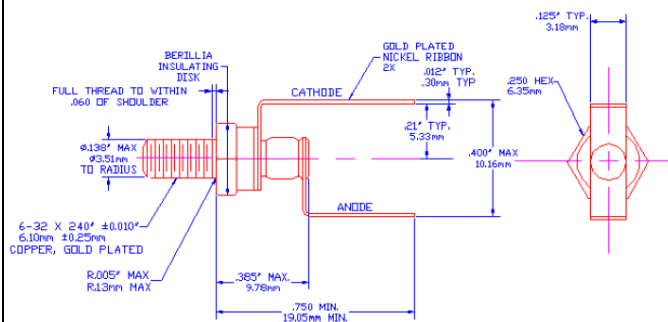 BERILLIA
INSULATING
DISK
FULL THREAD TO WITHIN
.060 OF SHOULDER
GOLD PLATED
NICKEL RIBBON
2X
CATHODE
.012" TYP.
.30mm TYP
.125" TYP.
3.18mm
.250 HEX
6.35mm
.21" TYP.
5.33mm
.400" MAX
10.16mm
ø.138" MAX
ø3.51mm
TO RADIUS
ANODE
6-32 X 240" ±0.010"
6.10mm ±0.25mm
COPPER, GOLD PLATED
R.005" MAX
R.13mm MAX
.385" MAX.
9.78mm
.750 MIN.
19.05mm MIN.